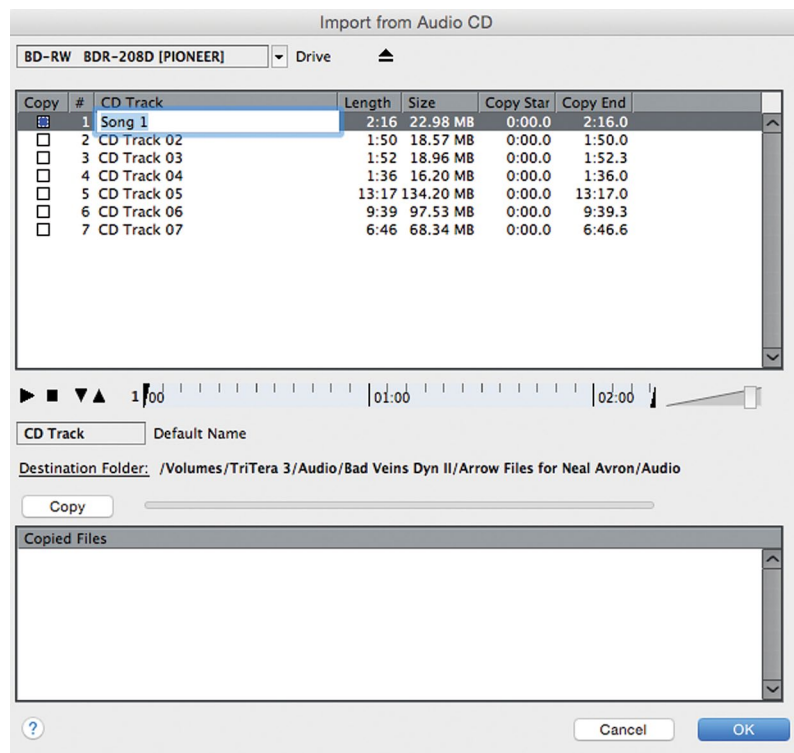 Import from Audio CD
BD-RW BDR-208D [PIONEER] Drive
Copy # CD Track Length Size Copy Star Copy End
1 Song 1 2:16 22.98 MB 0:00.0 2:16.0
2 CD Track 02 1:50 18.57 MB 0:00.0 1:50.0
3 CD Track 03 1:52 18.96 MB 0:00.0 1:52.3
4 CD Track 04 1:36 16.20 MB 0:00.0 1:36.0
5 CD Track 05 13:17 134.20 MB 0:00.0 13:17.0
6 CD Track 06 9:39 97.53 MB 0:00.0 9:39.3
7 CD Track 07 6:46 68.34 MB 0:00.0 6:46.6
1 00 01:00 02:00
CD Track Default Name
Destination Folder: /Volumes/TriTera 3/Audio/Bad Veins Dyn II/Arrow Files for Neal Avron/Audio
Copy
Copied Files
? Cancel OK